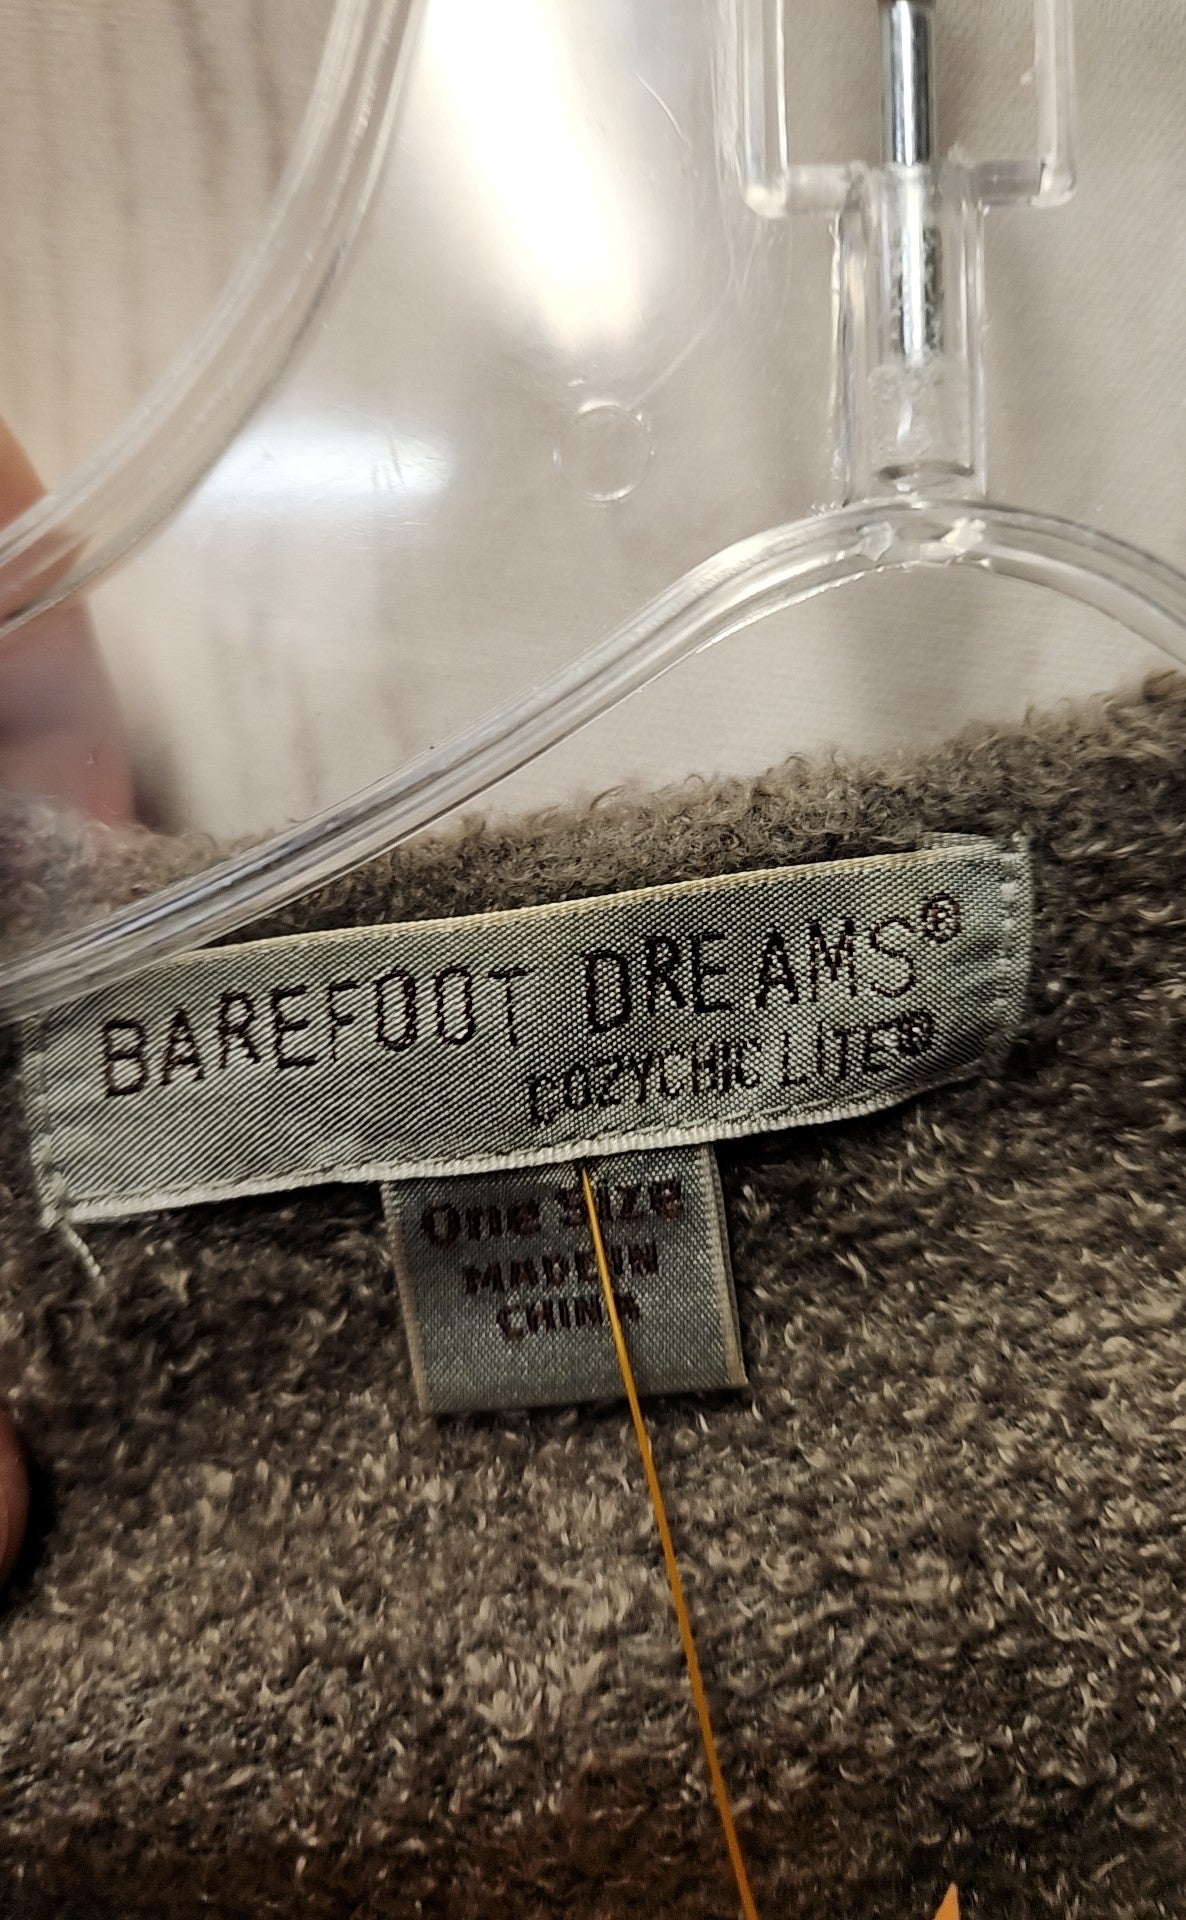 BAREFOOT DREAMS®
COZYCHIC LITE®
One Size
MADE IN
CHINA